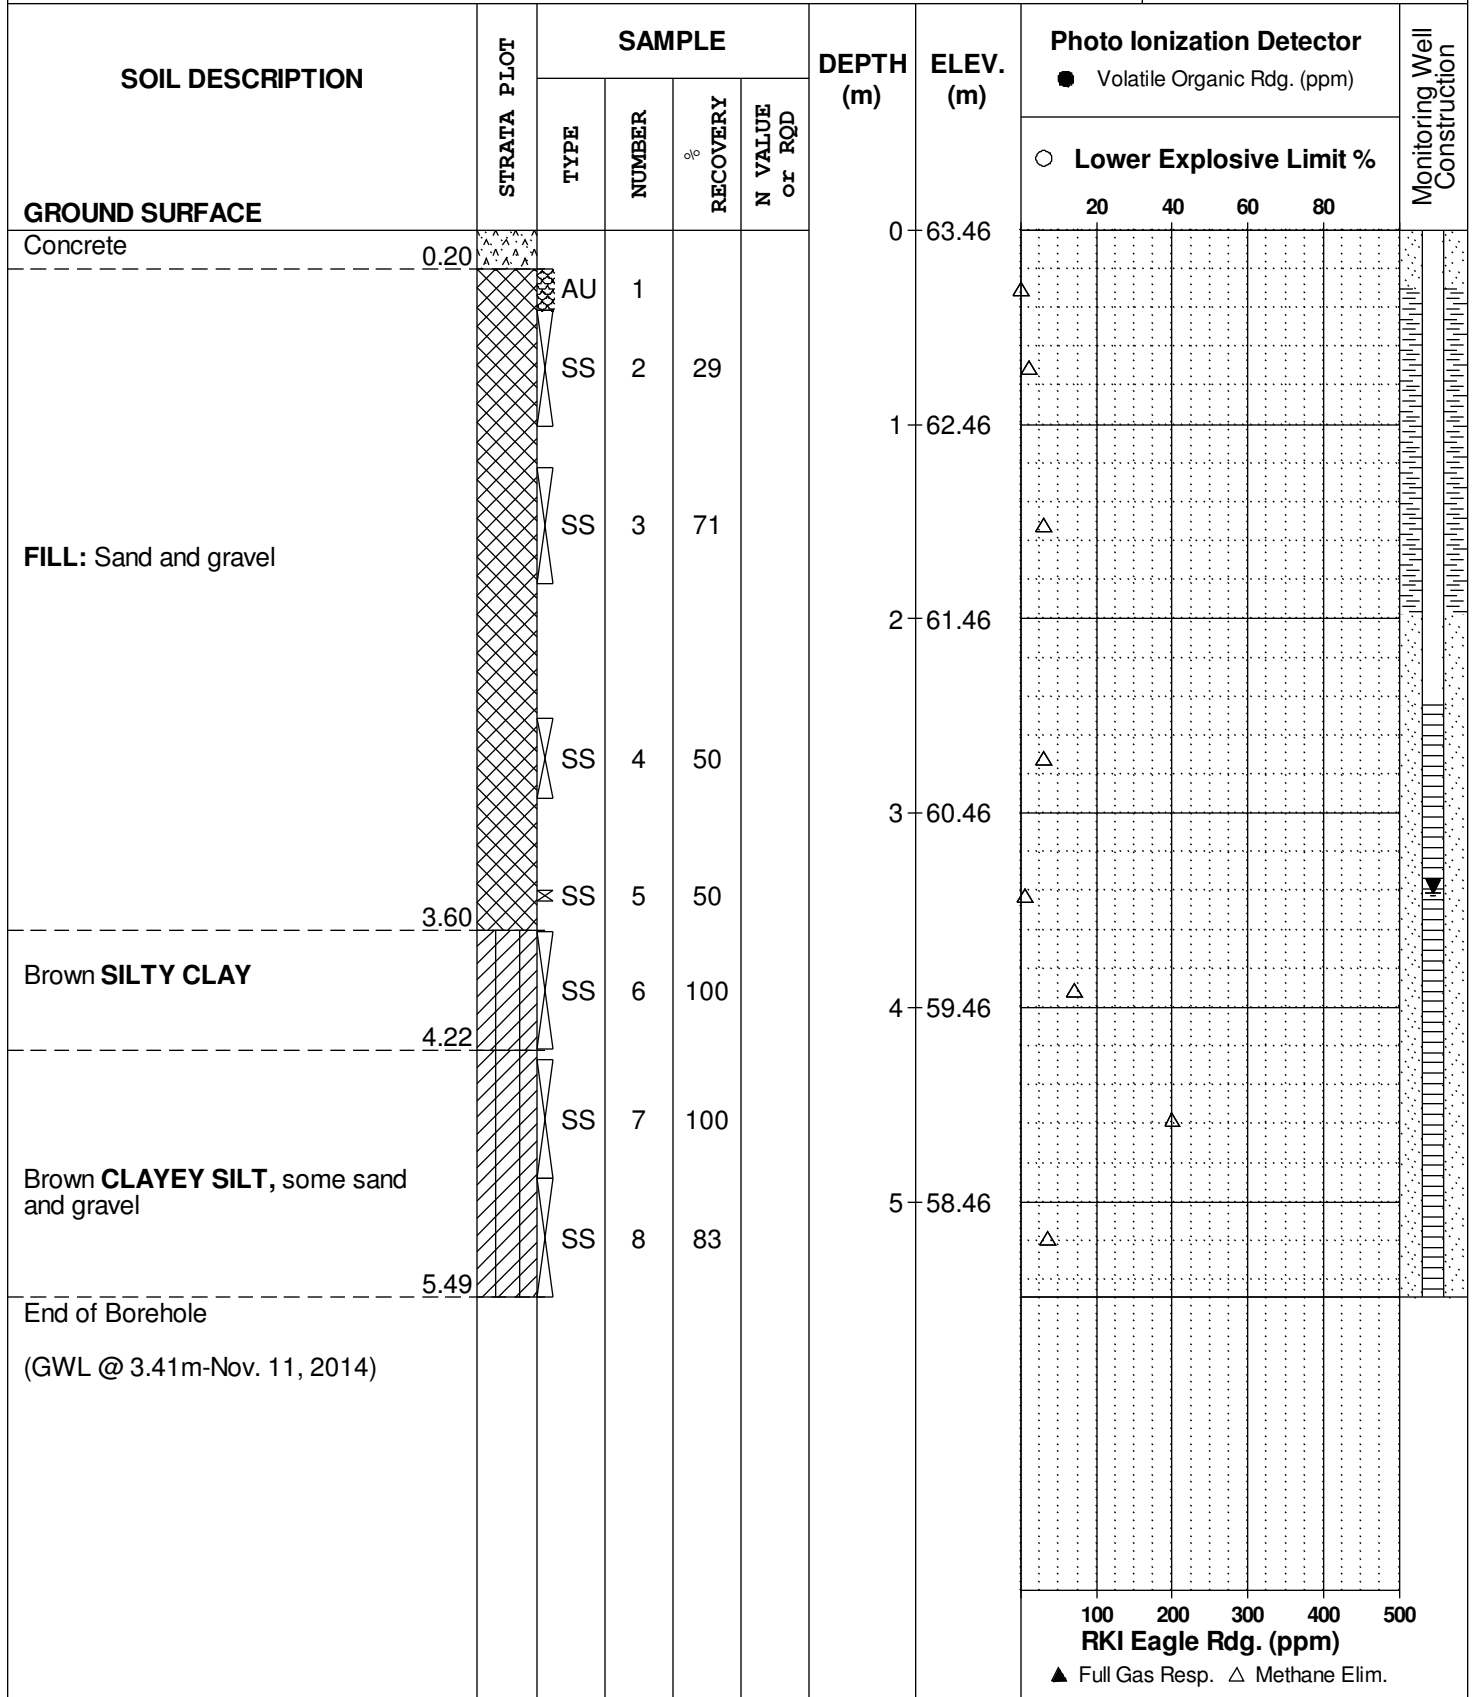 SOIL DESCRIPTION
STRATA PLOT
SAMPLE
TYPE
NUMBER
%
RECOVERY
N VALUE
or RQD
DEPTH
(m)
ELEV.
(m)
Photo Ionization Detector
Volatile Organic Rdg. (ppm)
Lower Explosive Limit %
20 40 60 80
Monitoring Well
Construction
GROUND SURFACE
0 63.46
Concrete
0.20
AU 1
SS 2 29
1 62.46
SS 3 71
FILL: Sand and gravel
2 61.46
SS 4 50
3 60.46
SS 5 50
3.60
Brown SILTY CLAY
SS 6 100
4 59.46
4.22
SS 7 100
Brown CLAYEY SILT, some sand
and gravel
5 58.46
SS 8 83
5.49
End of Borehole
(GWL @ 3.41m-Nov. 11, 2014)
100 200 300 400 500
RKI Eagle Rdg. (ppm)
Full Gas Resp. Methane Elim.